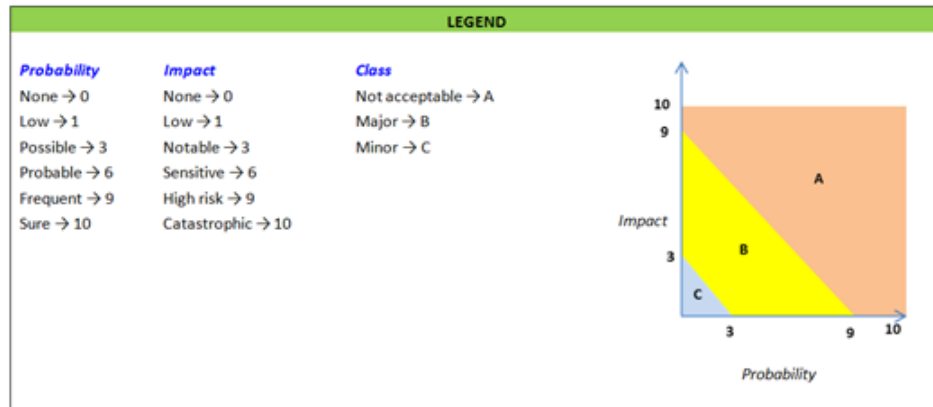 LEGEND
Probability
None → 0
Low → 1
Possible → 3
Probable → 6
Frequent → 9
Sure → 10
Impact
None → 0
Low → 1
Notable → 3
Sensitive → 6
High risk → 9
Catastrophic → 10
Class
Not acceptable → A
Major → B
Minor → C
10
9
A
Impact
B
3
C
3
9
10
Probability